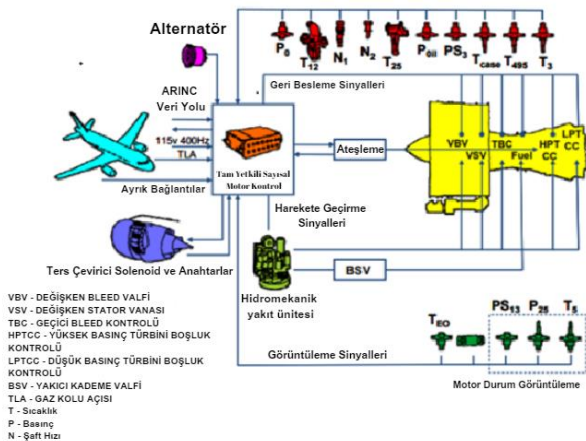 Alternatör
P0
T12
N1
N2
T25
Pöil
PS3
Tcase
T495
T3
ARINC
Veri Yolu
Geri Besleme Sinyalleri
115v 400Hz
TLA
Ayrık Bağlantılar
Tam Yetkili Sayısal
Motor Kontrol
Ateşleme
VBV
VSV
TBC
Fuel
HPT
CC
LPT
CC
Harekete Geçirme
Sinyalleri
Ters Çevirici Solenoid ve Anahtarlar
Hidromekanik
yakıt ünitesi
BSV
VBV - DEĞİŞKEN BLEED VALFİ
VSV - DEĞİŞKEN STATOR VANASI
TBC - GEÇİCİ BLEED KONTROLÜ
HPTCC - YÜKSEK BASINÇ TÜRBİNİ BOŞLUK
KONTROLÜ
LPTCC - DÜŞÜK BASINÇ TÜRBİNİ BOŞLUK
KONTROLÜ
BSV - YAKICI KADEME VALFİ
TLA - GAZ KOLU AÇISI
T - Sıcaklık
P - Basınç
N - Şaft Hızı
Görüntüleme Sinyalleri
TEO
PS13
P25
T5
Motor Durum Görüntüleme